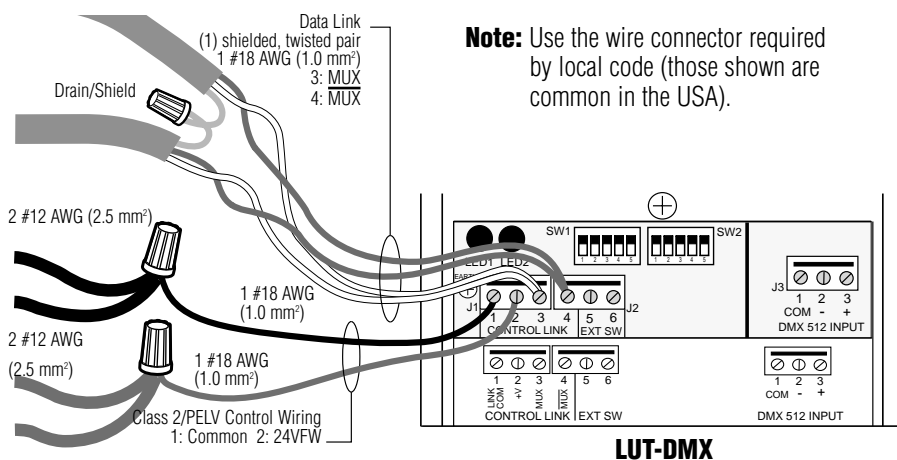 Data Link
(1) shielded, twisted pair
1 #18 AWG (1.0 mm²)
3: MUX
4: MUX
Note: Use the wire connector required
by local code (those shown are
common in the USA).
Drain/Shield
2 #12 AWG (2.5 mm²)
1 #18 AWG
(1.0 mm²)
2 #12 AWG
(2.5 mm²)
1 #18 AWG
(1.0 mm²)
Class 2/PELV Control Wiring
1: Common 2: 24VFW
SW1
1 2 3 4 5
SW2
1 2 3 4 5
LED1 LED2
J1
1 2 3 4 5 6
J2
CONTROL LINK EXT SW
J3
1 2 3
COM - +
DMX 512 INPUT
1 2 3 4 5 6
LINK COM
+V
MUX
MUX
CONTROL LINK EXT SW
1 2 3
COM - +
DMX 512 INPUT
LUT-DMX